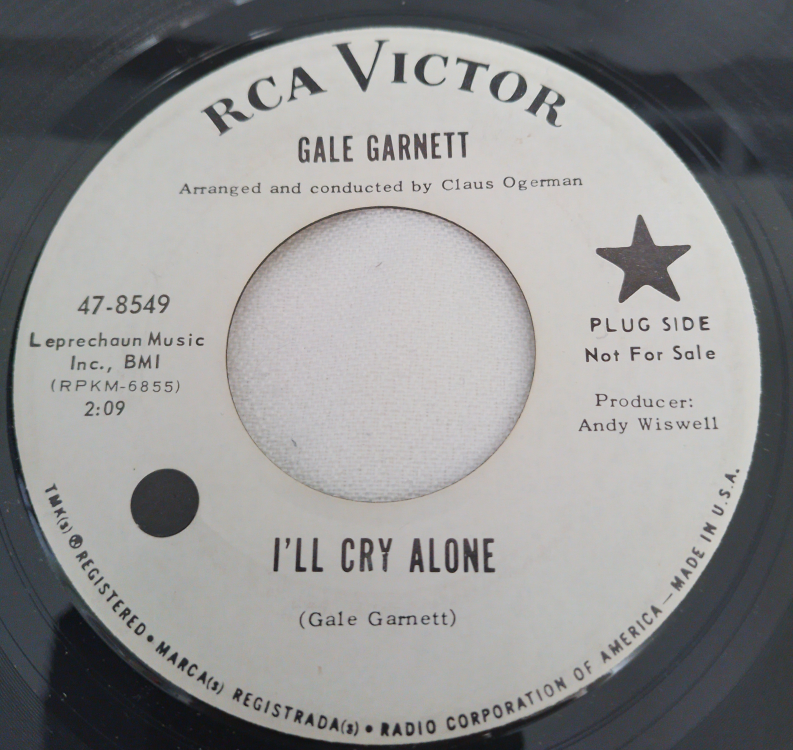 RCA VICTOR
GALE GARNETT
Arranged and conducted by Claus Ogerman
47-8549
Leprechaun Music
Inc., BMI
(RPKM-6855)
2:09
PLUG SIDE
Not For Sale
Producer:
Andy Wiswell
I'LL CRY ALONE
(Gale Garnett)
TMK(s) ® REGISTERED • MARCA(s) REGISTRADA(s) • RADIO CORPORATION OF AMERICA — MADE IN U.S.A.